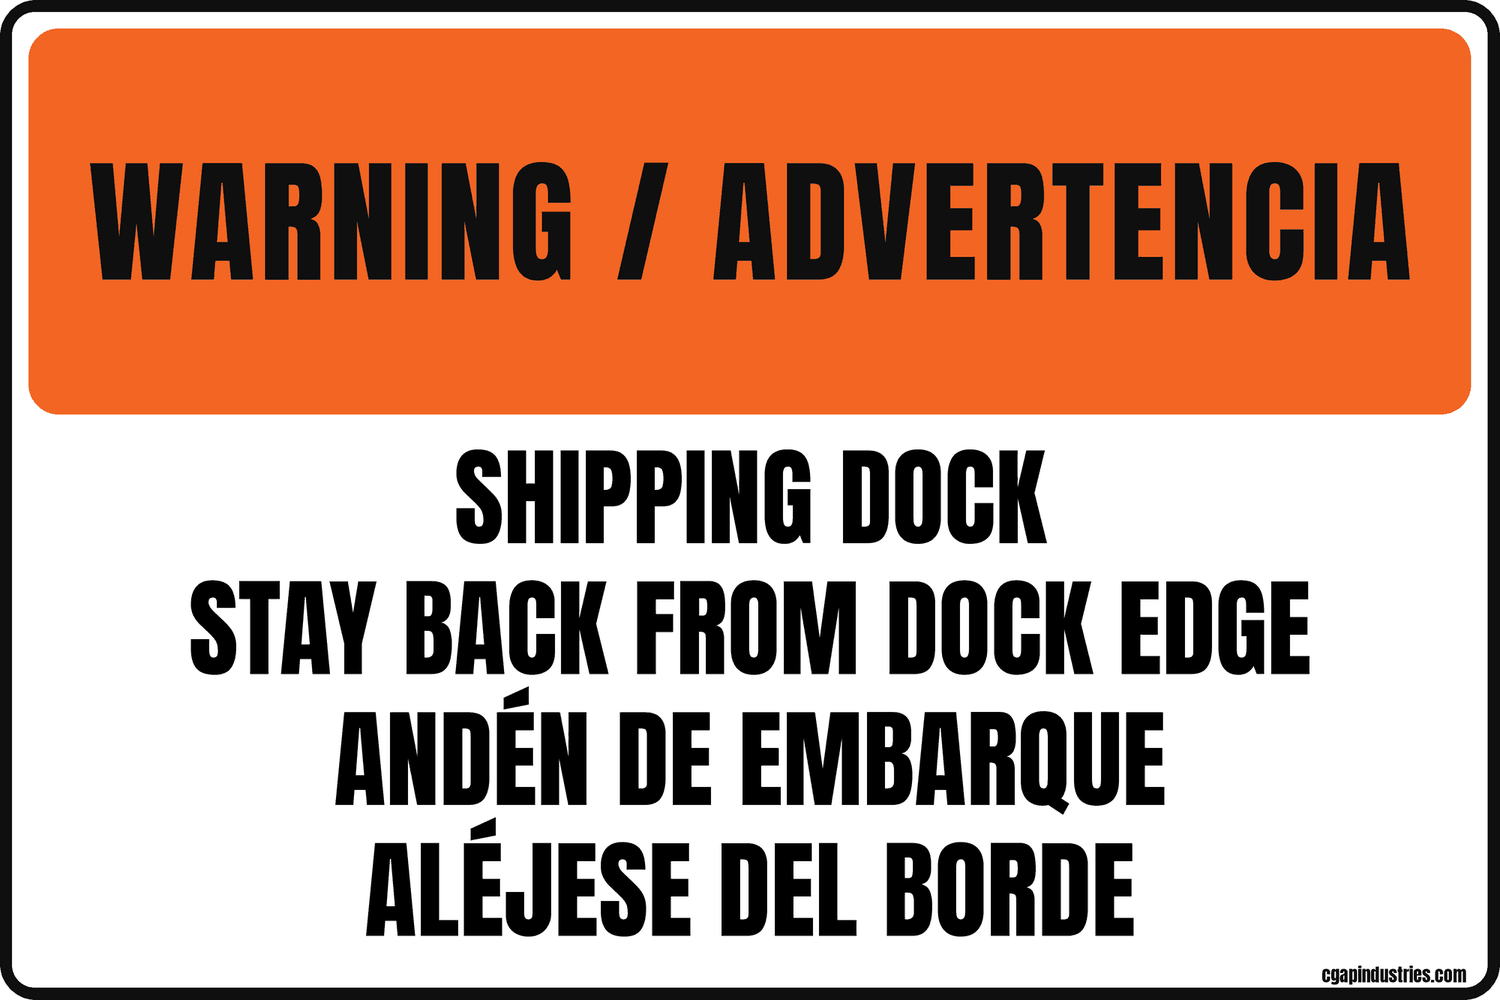 WARNING / ADVERTENCIA
SHIPPING DOCK
STAY BACK FROM DOCK EDGE
ANDÉN DE EMBARQUE
ALÉJESE DEL BORDE
cgapindustries.com